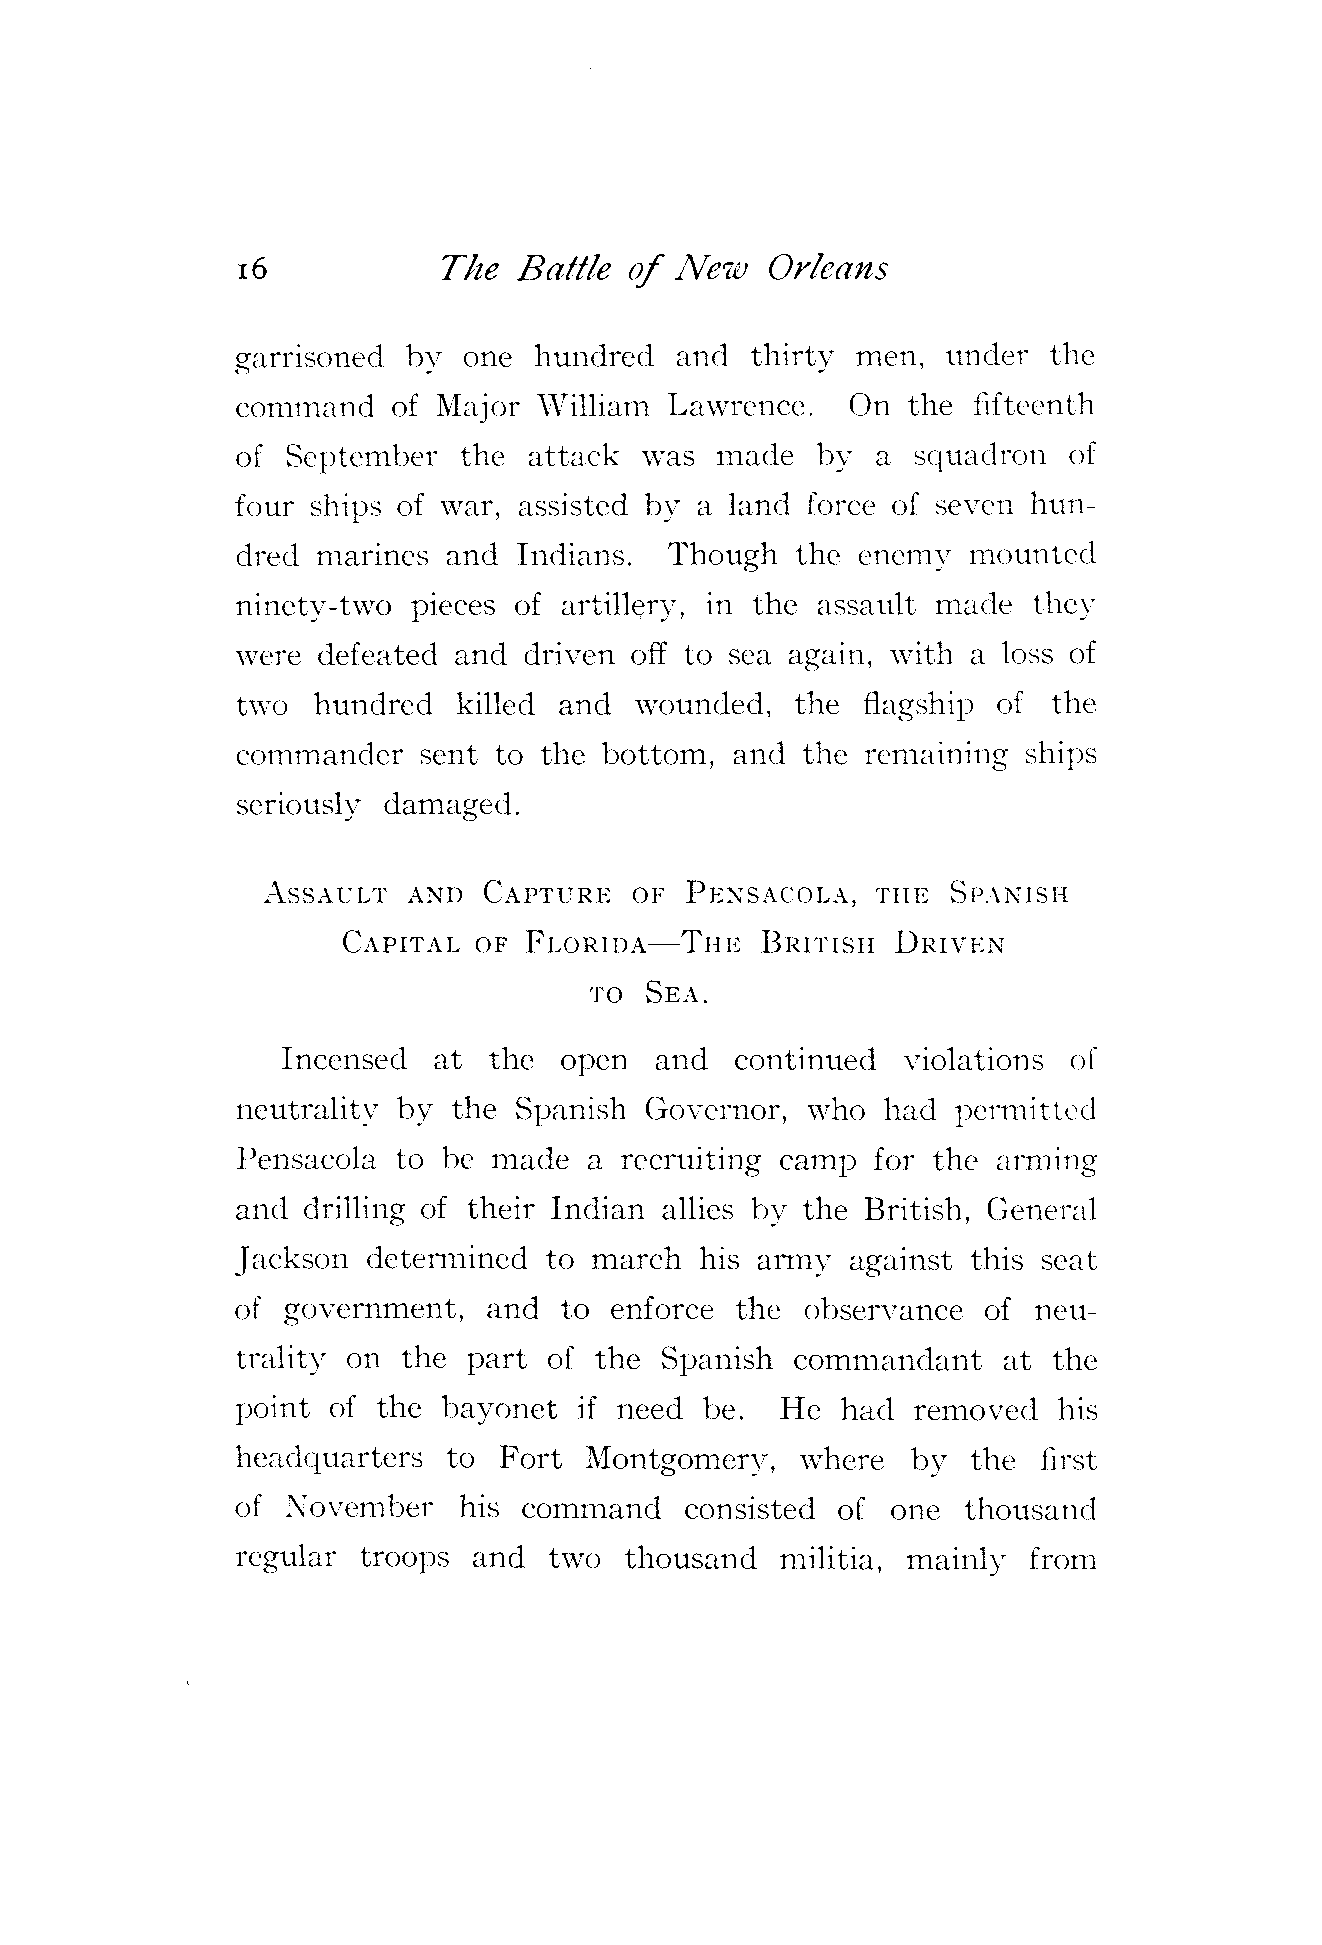 16 The Battle of New Orleans
garrisoned by one hundred and thirty men, under the
command of Major William Lawrence. On the fifteenth
of September the attack was made by a squadron of
four ships of war, assisted by a land force of seven hun-
dred marines and Indians. Though the enemy mounted
ninety-two pieces of artillery, in the assault made they
were defeated and driven off to sea again, with a loss of
two hundred killed and wounded, the flagship of the
commander sent to the bottom, and the remaining ships
seriously damaged.
Assault and Capture of Pensacola, the Spanish
Capital of Florida—The British Driven
to Sea.
Incensed at the open and continued violations of
neutrality by the Spanish Governor, who had permitted
Pensacola to be made a recruiting camp for the arming
and drilling of their Indian allies by the British, General
Jackson determined to march his army against this seat
of government, and to enforce the observance of neu-
trality on the part of the Spanish commandant at the
point of the bayonet if need be. He had removed his
headquarters to Fort Montgomery, where by the first
of November his command consisted of one thousand
regular troops and two thousand militia, mainly from